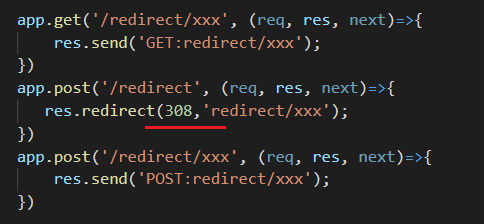 app.get('/redirect/xxx', (req, res, next)=>{
    res.send('GET:redirect/xxx');
})
app.post('/redirect', (req, res, next)=>{
   res.redirect(308,'redirect/xxx');
})
app.post('/redirect/xxx', (req, res, next)=>{
    res.send('POST:redirect/xxx');
})